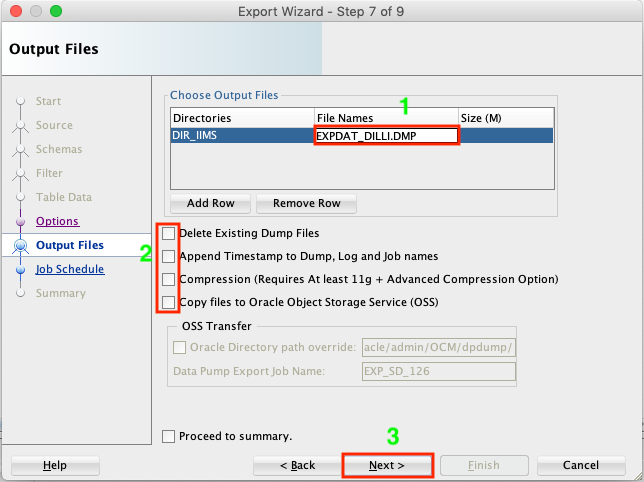 Export Wizard - Step 7 of 9
Output Files
Start
Source
Schemas
Filter
Table Data
Options
Output Files
Job Schedule
Summary
Choose Output Files
1
Directories File Names Size (M)
DIR_IIMS EXPDAT_DILLI.DMP
Add Row Remove Row
2
Delete Existing Dump Files
Append Timestamp to Dump, Log and Job names
Compression (Requires At least 11g + Advanced Compression Option)
Copy files to Oracle Object Storage Service (OSS)
OSS Transfer
Oracle Directory path override: acle/admin/OCM/dpdump/
Data Pump Export Job Name: EXP_SD_126
Proceed to summary.
3
Help < Back Next > Finish Cancel